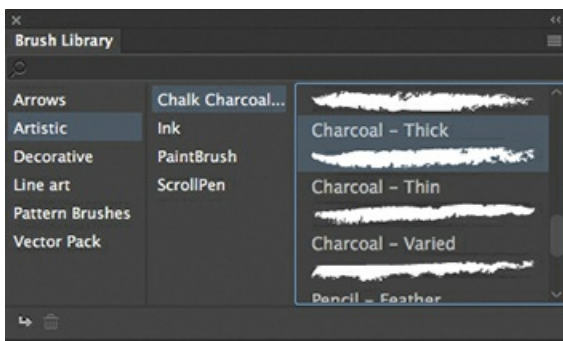 Brush Library
Arrows
Artistic
Decorative
Line art
Pattern Brushes
Vector Pack
Chalk Charcoal...
Ink
PaintBrush
ScrollPen
Charcoal – Thick
Charcoal – Thin
Charcoal – Varied
Pencil – Feather